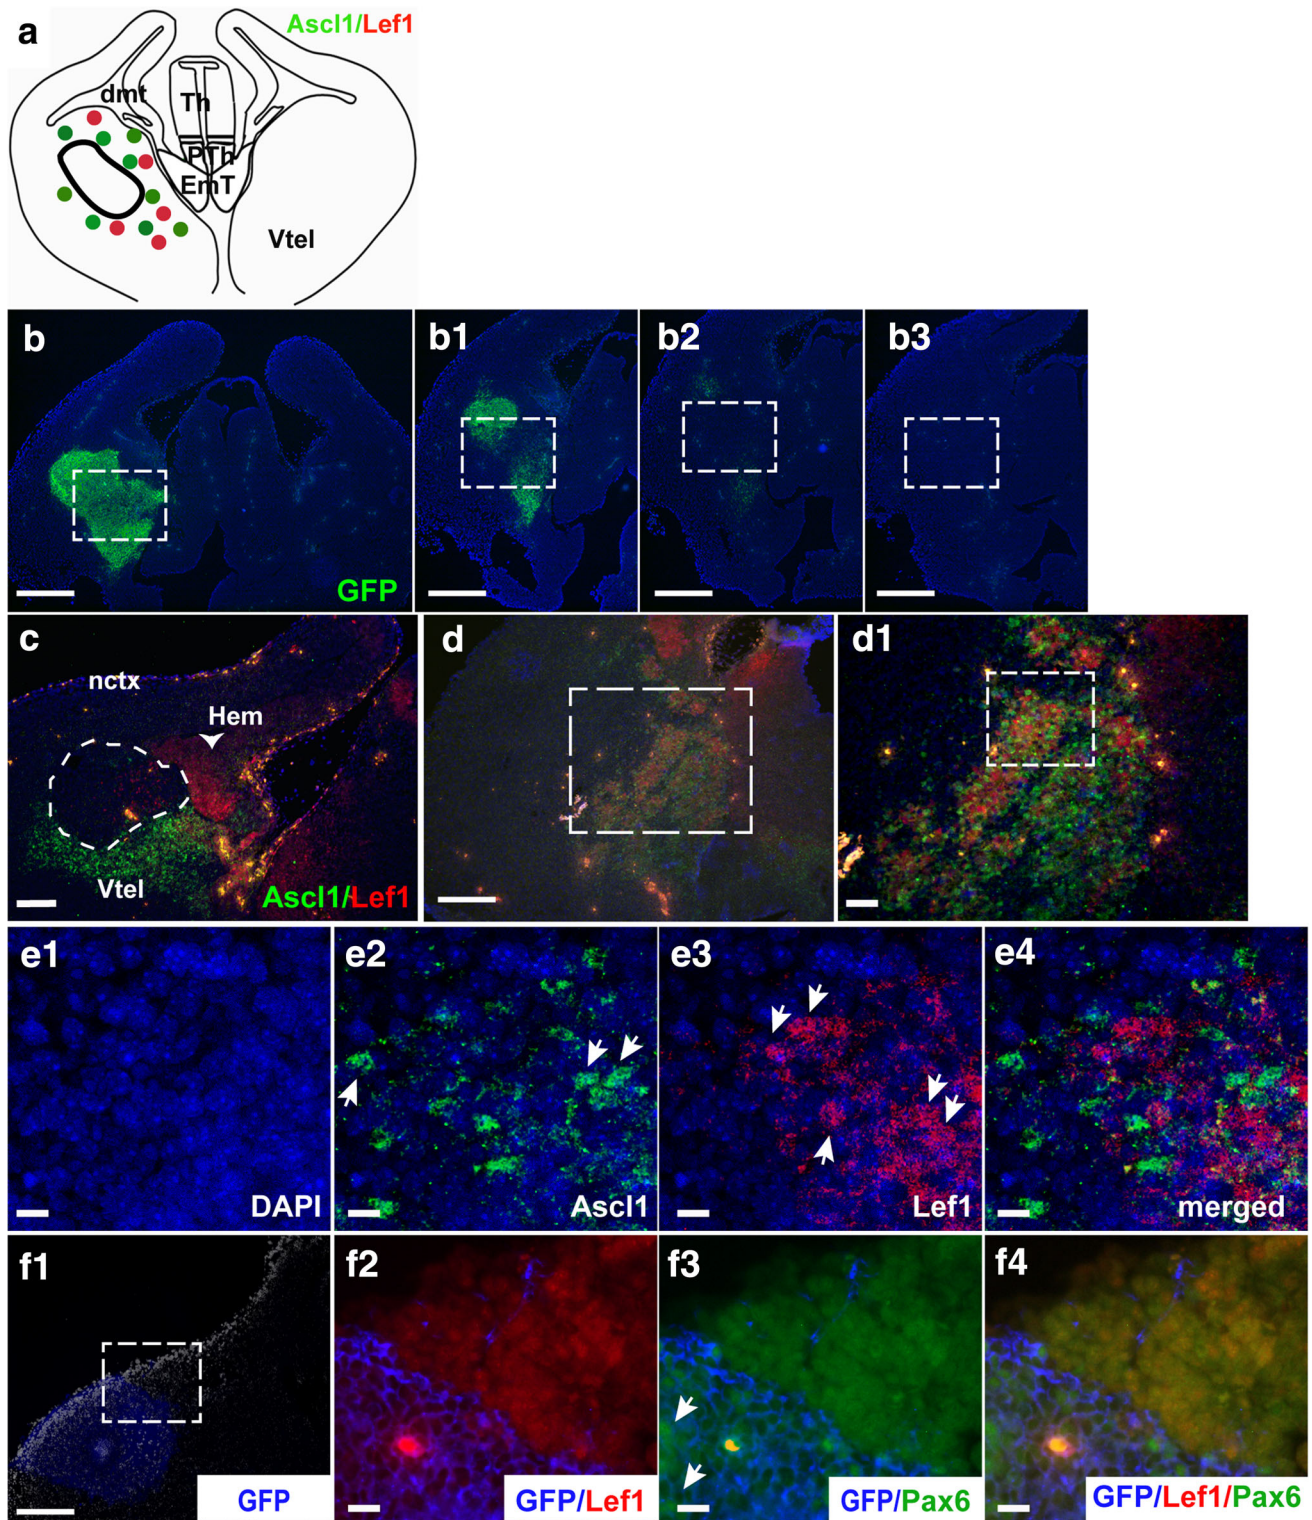 a
Ascl1/Lef1
dmt
Th
PTh
EmT
Vtel
b
GFP
b1
b2
b3
c
nctx
Hem
Vtel
Ascl1/Lef1
d
d1
e1
DAPI
e2
Ascl1
e3
Lef1
e4
merged
f1
GFP
f2
GFP/Lef1
f3
GFP/Pax6
f4
GFP/Lef1/Pax6